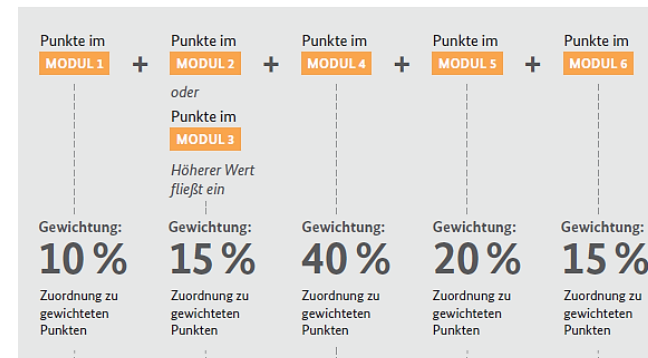 Punkte im
MODUL 1
+
Punkte im
MODUL 2
oder
Punkte im
MODUL 3
Höherer Wert
fließt ein
+
Punkte im
MODUL 4
+
Punkte im
MODUL 5
+
Punkte im
MODUL 6
Gewichtung:
10 %
Zuordnung zu
gewichteten
Punkten
Gewichtung:
15 %
Zuordnung zu
gewichteten
Punkten
Gewichtung:
40 %
Zuordnung zu
gewichteten
Punkten
Gewichtung:
20 %
Zuordnung zu
gewichteten
Punkten
Gewichtung:
15 %
Zuordnung zu
gewichteten
Punkten